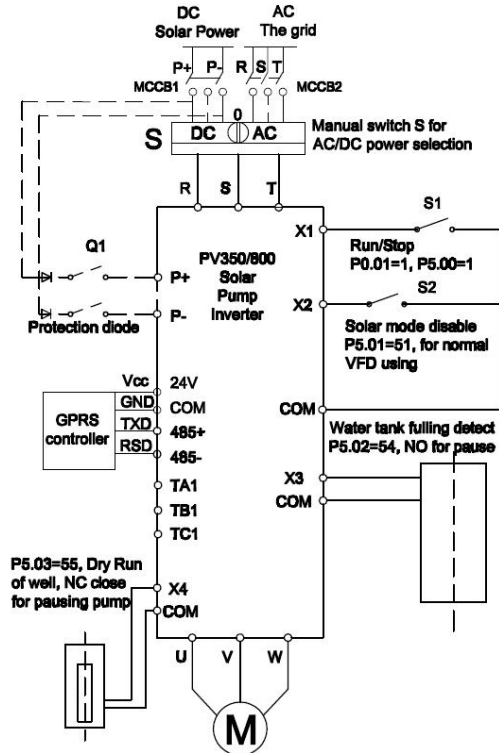 DC
Solar Power
AC
The grid
P+
P-
R
S
T
MCCB1
MCCB2
0
S
DC
AC
Manual switch S for
AC/DC power selection
R
S
T
Q1
P+
P-
Protection diode
PV350/800
Solar
Pump
Inverter
X1
S1
Run/Stop
P0.01=1, P5.00=1
X2
S2
Solar mode disable
P5.01=51, for normal
VFD using
COM
Vcc
24V
GND
COM
TXD
485+
RSD
485-
GPRS
controller
Water tank fulling detect
P5.02=54, NO for pause
X3
COM
TA1
TB1
TC1
P5.03=55, Dry Run
of well, NC close
for pausing pump
X4
COM
U
V
W
M